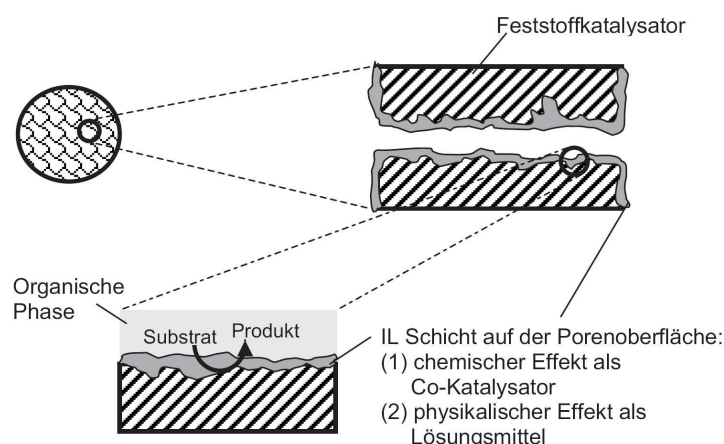 Feststoffkatalysator
Organische
Phase
Substrat
Produkt
IL Schicht auf der Porenoberfläche:
(1) chemischer Effekt als
Co-Katalysator
(2) physikalischer Effekt als
Lösungsmittel